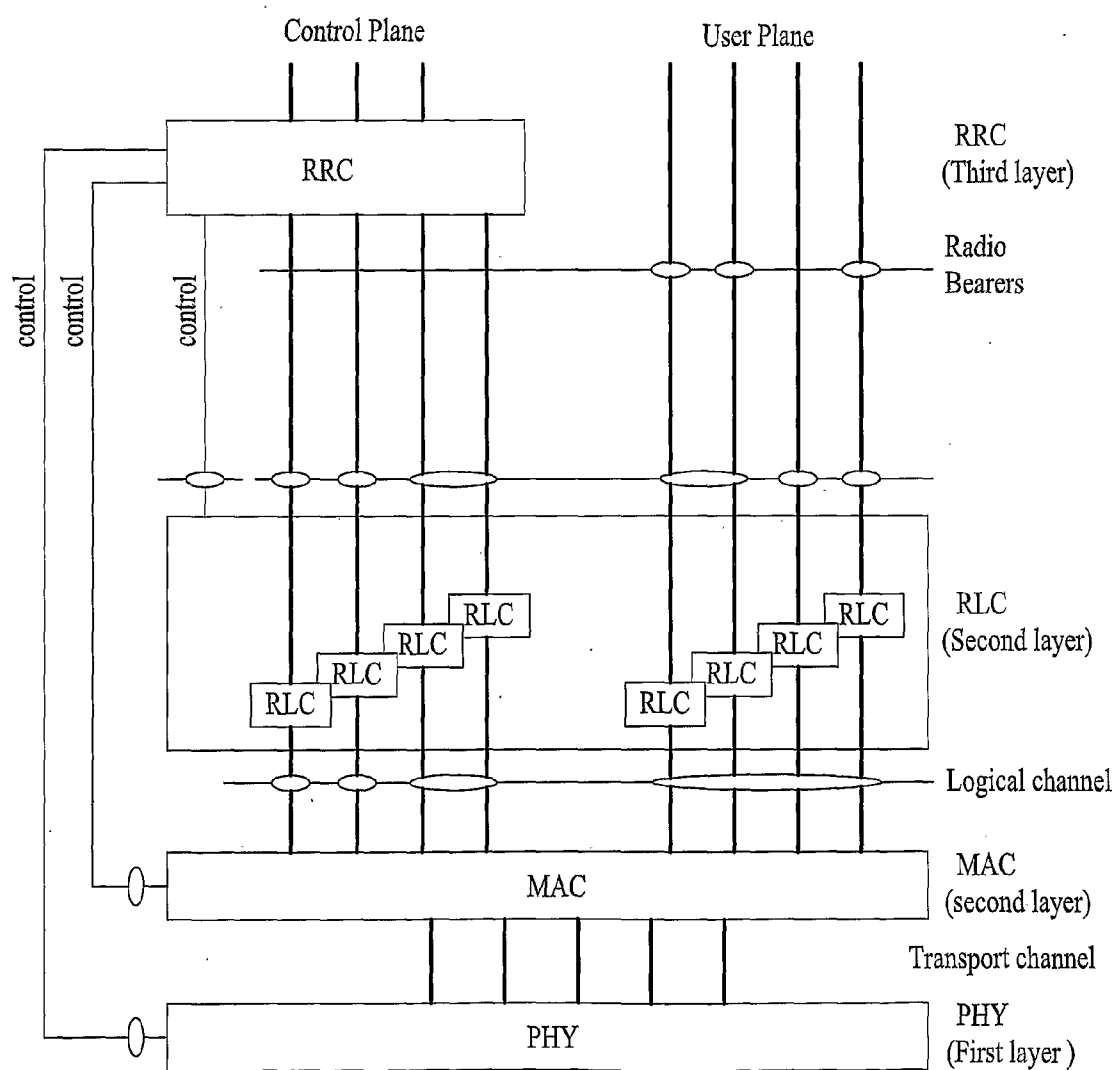 Control Plane
User Plane
RRC
RRC
(Third layer)
Radio
Bearers
control
control
control
RLC
RLC
RLC
RLC
RLC
RLC
RLC
RLC
RLC
(Second layer)
Logical channel
MAC
MAC
(second layer)
Transport channel
PHY
PHY
(First layer )